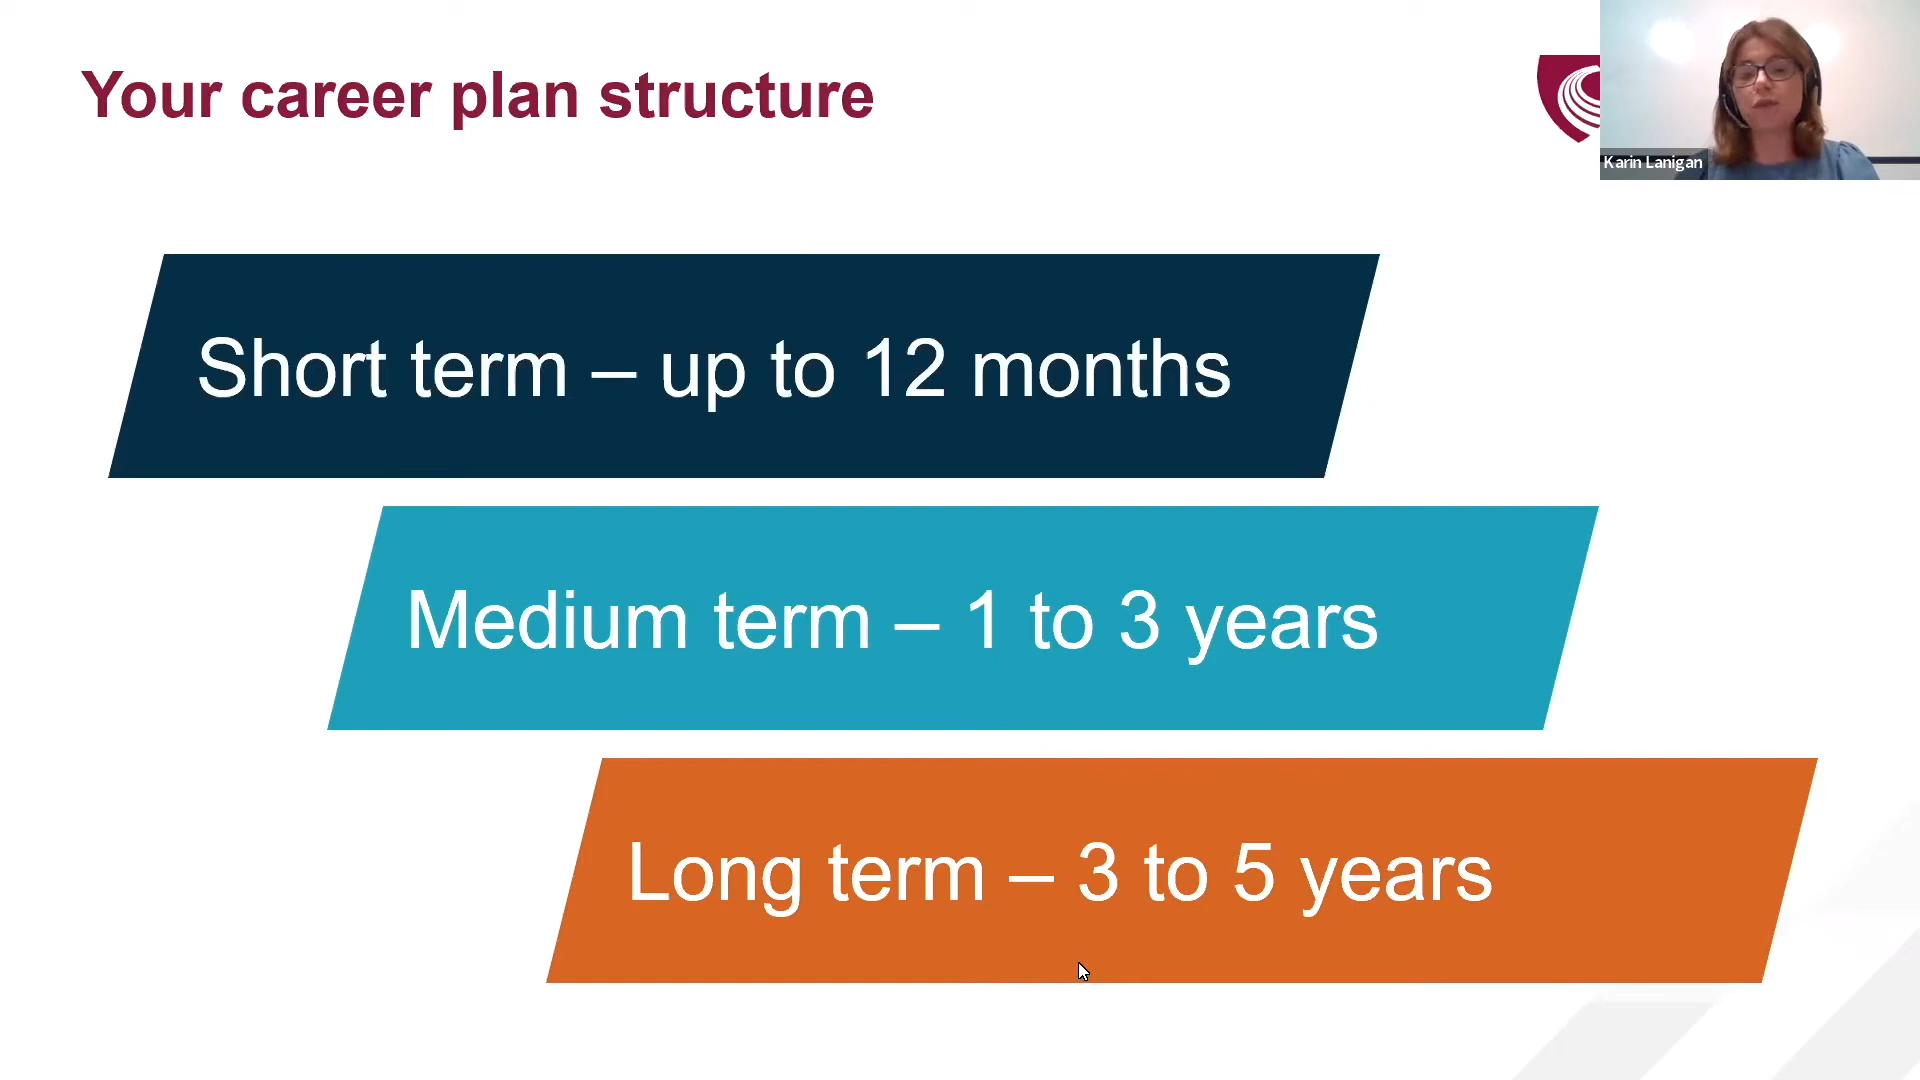 Your career plan structure
Karin Lanigan
Short term – up to 12 months
Medium term – 1 to 3 years
Long term – 3 to 5 years